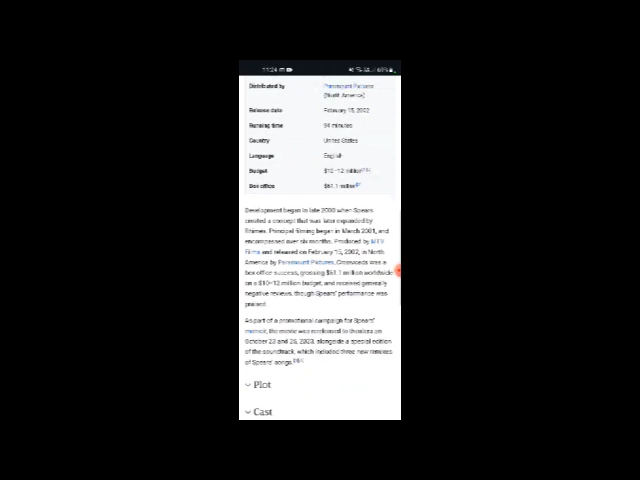 11:24
Distributed by Paramount Pictures
(North America)
Release date February 15, 2002
Running time 94 minutes
Country United States
Language English
Budget $10–12 million
Box office $61.1 million
Development began in late 2000 when Spears
created a concept that was later expanded by
Rhimes. Principal filming began in March 2001, and
encompassed over six months. Produced by MTV
Films and released on February 15, 2002, in North
America by Paramount Pictures, Crossroads was a
box office success, grossing $61.1 million worldwide
on a $10–12 million budget, and received generally
negative reviews, though Spears' performance was
praised.
As part of a promotional campaign for Spears'
memoir, the movie was rereleased to theaters on
October 23 and 25, 2023, alongside a special edition
of the soundtrack, which included three new remixes
of Spears' songs.
Plot
Cast